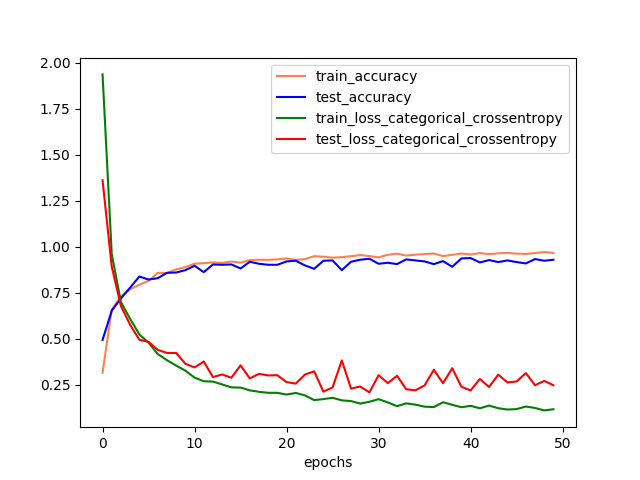 2.00
1.75
1.50
1.25
1.00
0.75
0.50
0.25
train_accuracy
test_accuracy
train_loss_categorical_crossentropy
test_loss_categorical_crossentropy
0 10 20 30 40 50
epochs